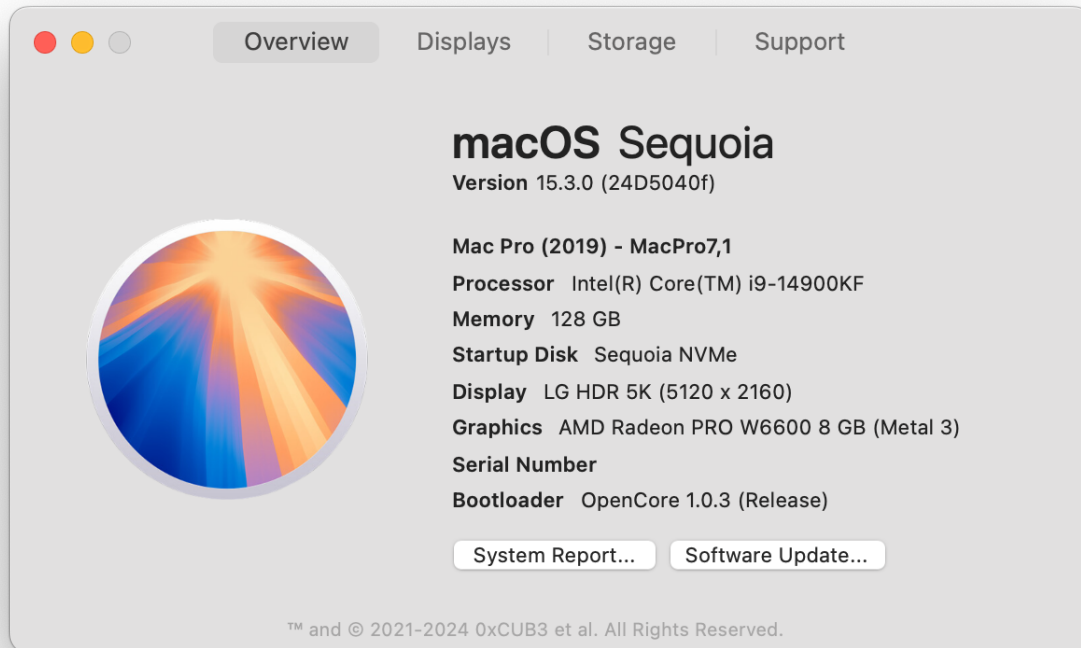 Overview Displays Storage Support
macOS Sequoia
Version 15.3.0 (24D5040f)
Mac Pro (2019) - MacPro7,1
Processor Intel(R) Core(TM) i9-14900KF
Memory 128 GB
Startup Disk Sequoia NVMe
Display LG HDR 5K (5120 x 2160)
Graphics AMD Radeon PRO W6600 8 GB (Metal 3)
Serial Number
Bootloader OpenCore 1.0.3 (Release)
System Report... Software Update...
™ and © 2021-2024 0xCUB3 et al. All Rights Reserved.